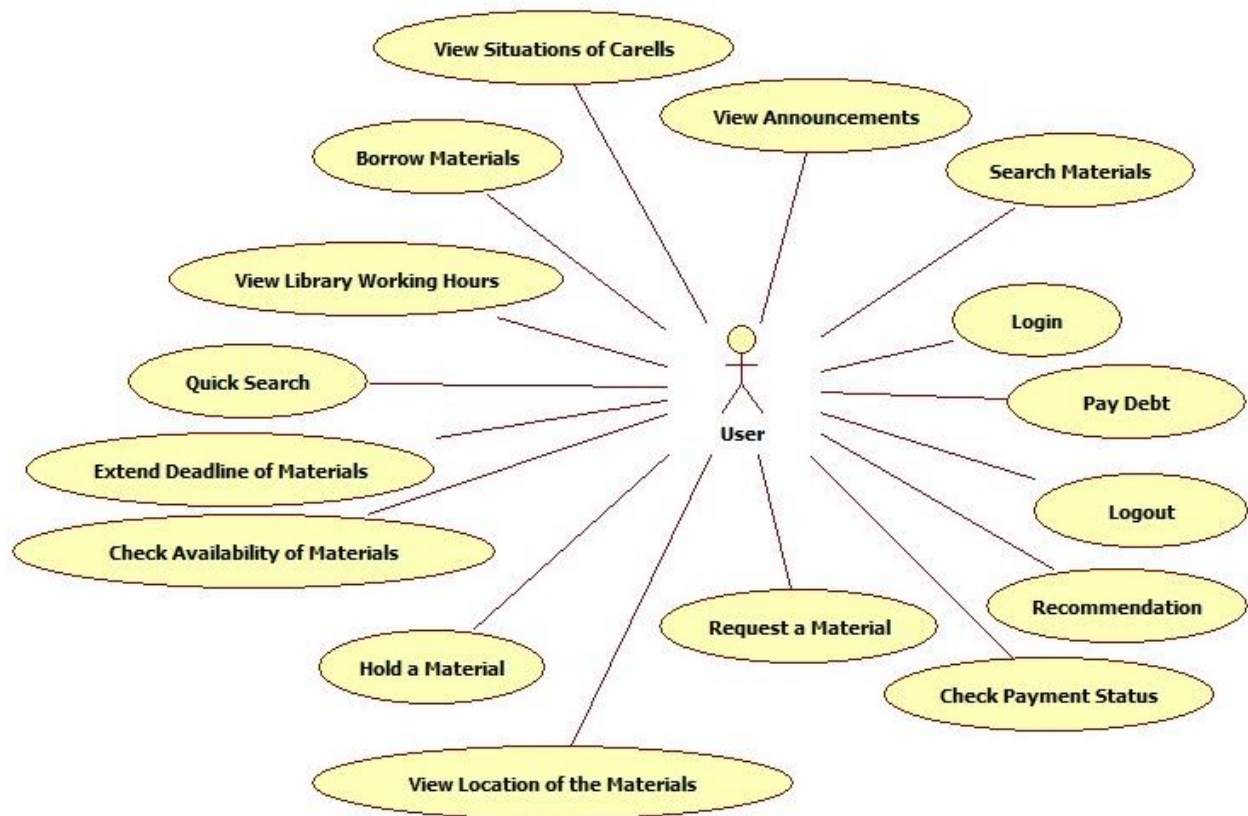 View Situations of Carells
View Announcements
Borrow Materials
Search Materials
View Library Working Hours
Login
Quick Search
Pay Debt
User
Extend Deadline of Materials
Logout
Check Availability of Materials
Recommendation
Request a Material
Hold a Material
Check Payment Status
View Location of the Materials